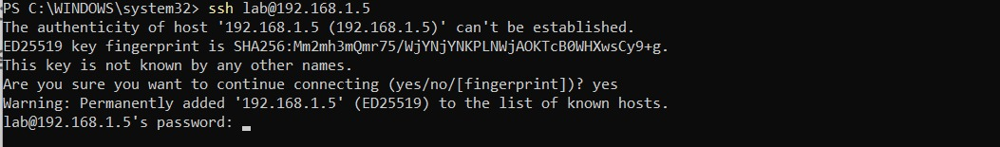 PS C:\WINDOWS\system32> ssh lab@192.168.1.5
The authenticity of host '192.168.1.5 (192.168.1.5)' can't be established.
ED25519 key fingerprint is SHA256:Mm2mh3mQmr75/WjYNjYNKPLNWjAOKTcB0WHXwsCy9+g.
This key is not known by any other names.
Are you sure you want to continue connecting (yes/no/[fingerprint])? yes
Warning: Permanently added '192.168.1.5' (ED25519) to the list of known hosts.
lab@192.168.1.5's password: